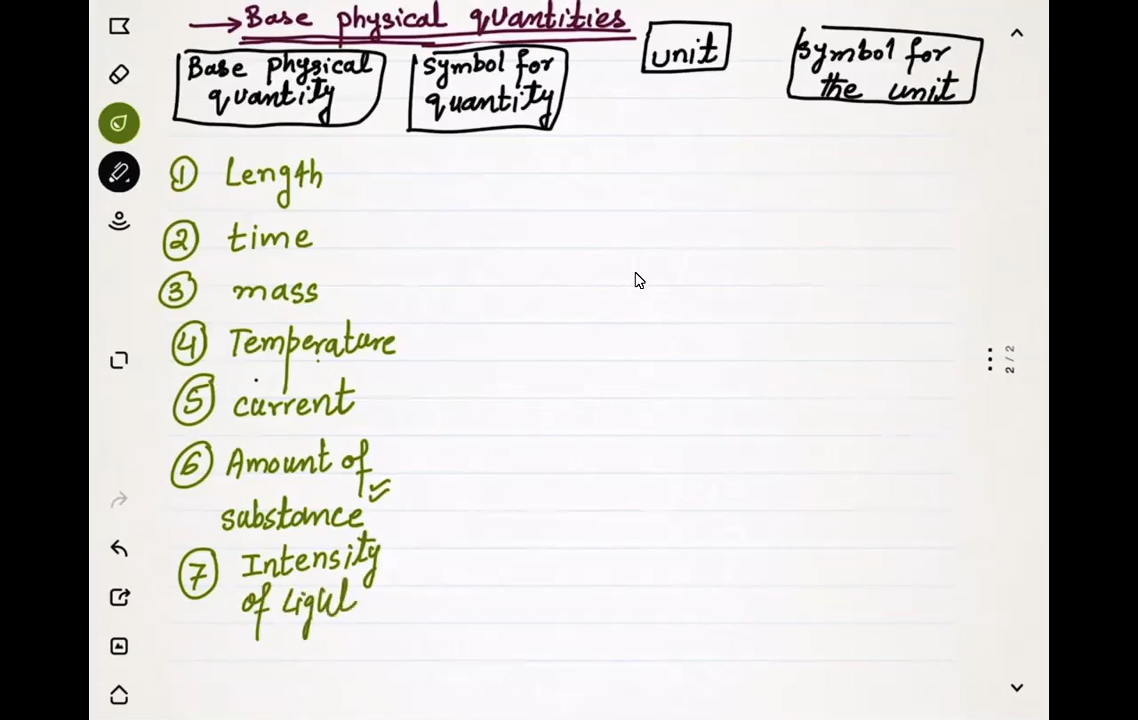 →Base physical quantities
Base physical quantity
symbol for quantity
unit
symbol for the unit
① Length
② time
③ mass
④ Temperature
⑤ current
⑥ Amount of
substance
⑦ Intensity
of Light
2/2